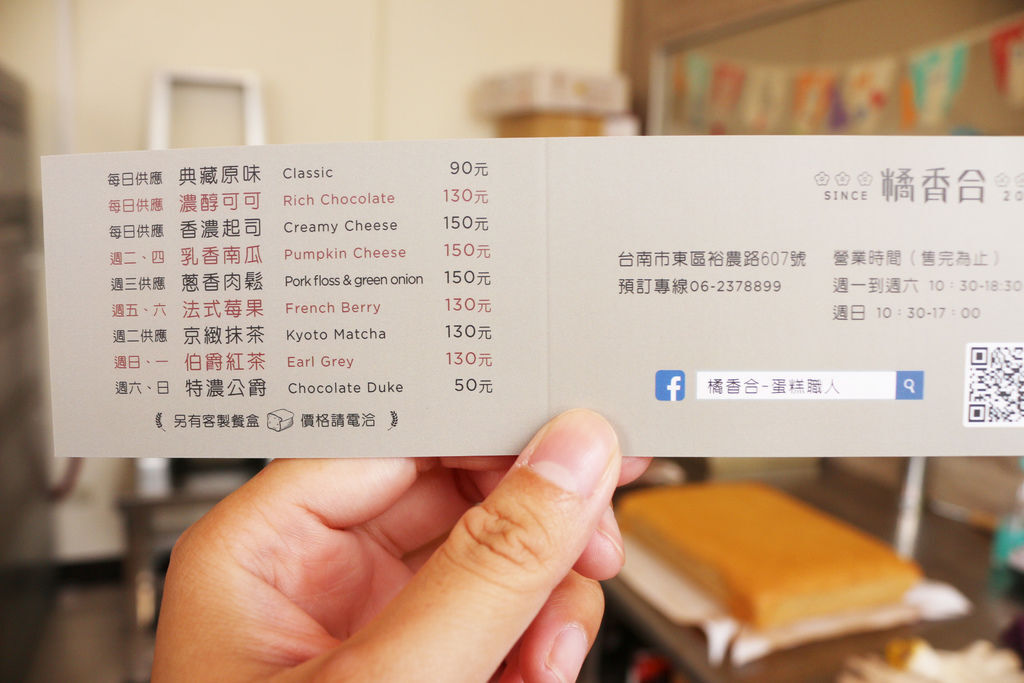 每日供應 典藏原味 Classic 90元
每日供應 濃醇可可 Rich Chocolate 130元
每日供應 香濃起司 Creamy Cheese 150元
週二、四 乳香南瓜 Pumpkin Cheese 150元
週三供應 蔥香肉鬆 Pork floss & green onion 150元
週五、六 法式莓果 French Berry 130元
週二供應 京緻抹茶 Kyoto Matcha 130元
週日、一 伯爵紅茶 Earl Grey 130元
週六、日 特濃公爵 Chocolate Duke 50元
另有客製餐盒 價格請電洽
SINCE 橘香合 20
台南市東區裕農路607號
預訂專線06-2378899
營業時間（售完為止）
週一到週六 10：30-18:30
週日 10：30-17：00
f 橘香合-蛋糕職人